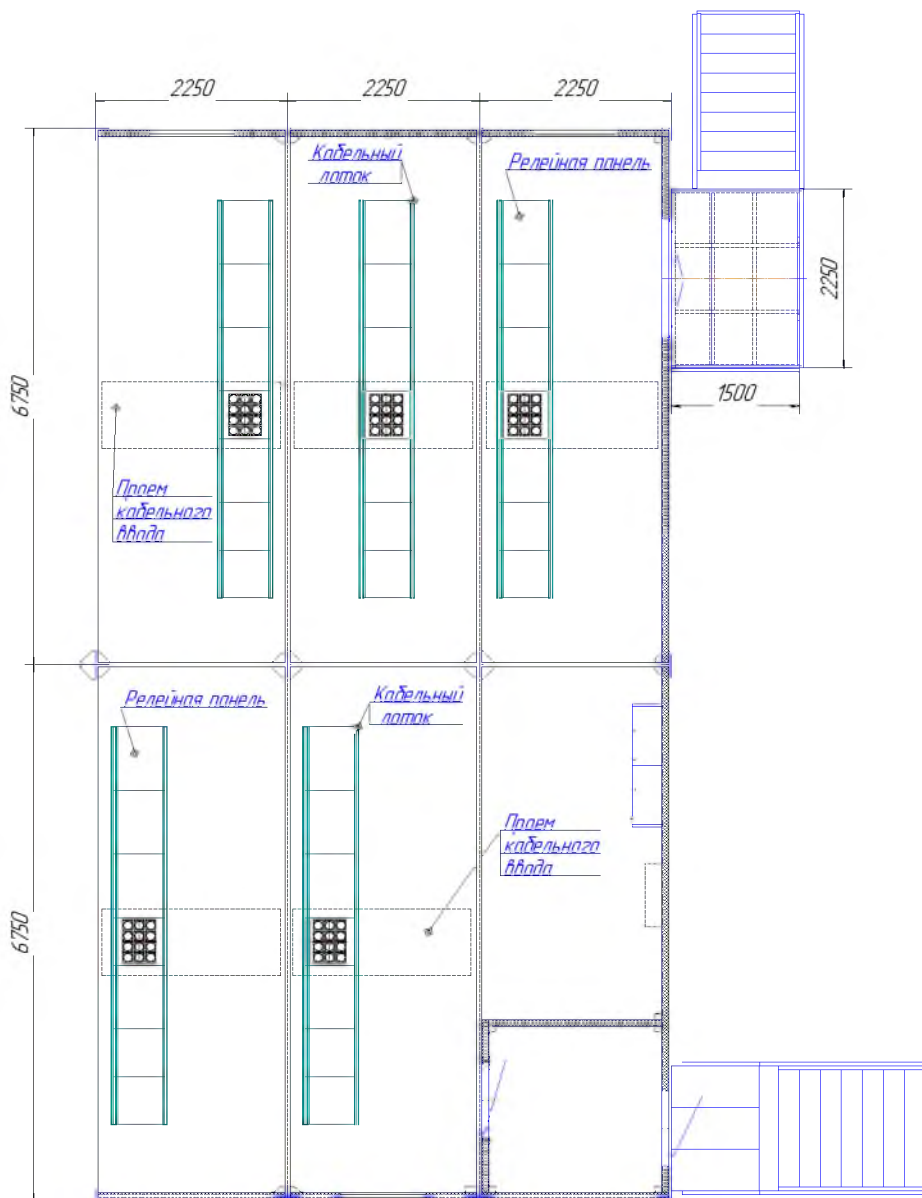 2250
2250
2250
Кабельный
лоток
Релейная панель
2250
6750
1500
Проем
кабельного
ввода
Релейная панель
Кабельный
лоток
Проем
кабельного
ввода
6750